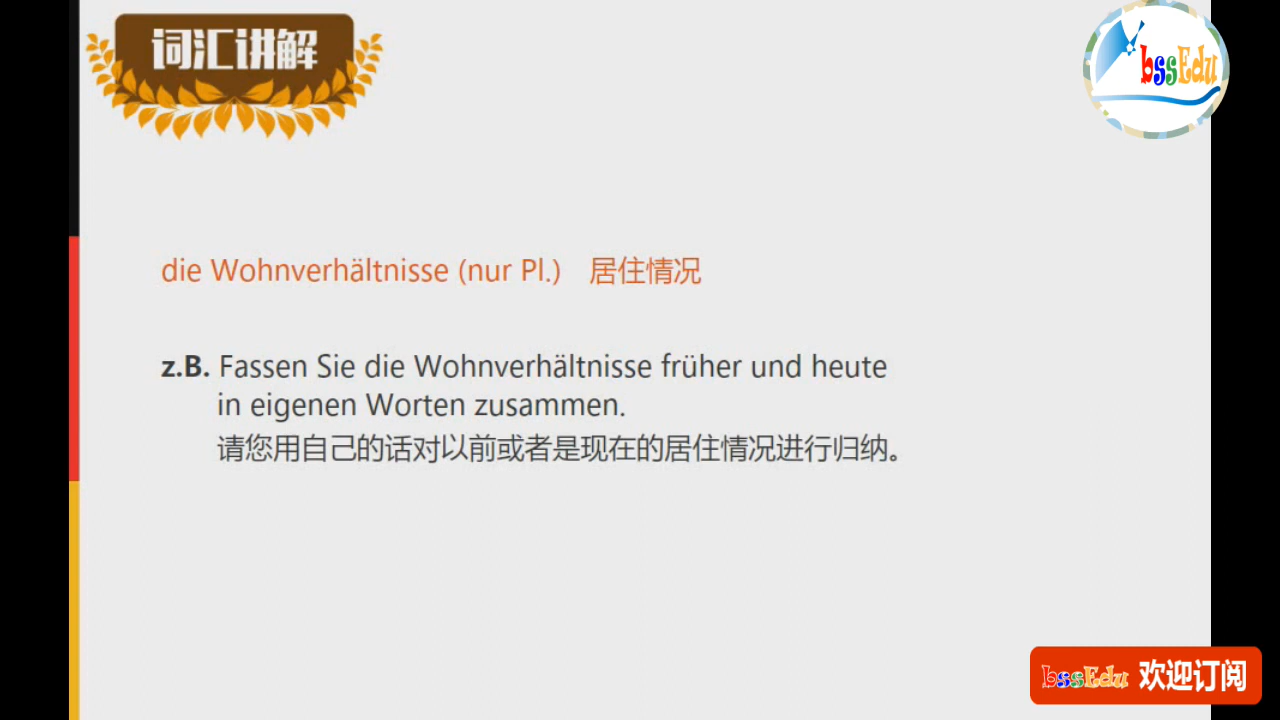 词汇讲解
bssEdu
die Wohnverhältnisse (nur Pl.) 居住情况
z.B. Fassen Sie die Wohnverhältnisse früher und heute
in eigenen Worten zusammen.
请您用自己的话对以前或者是现在的居住情况进行归纳。
bssEdu 欢迎订阅